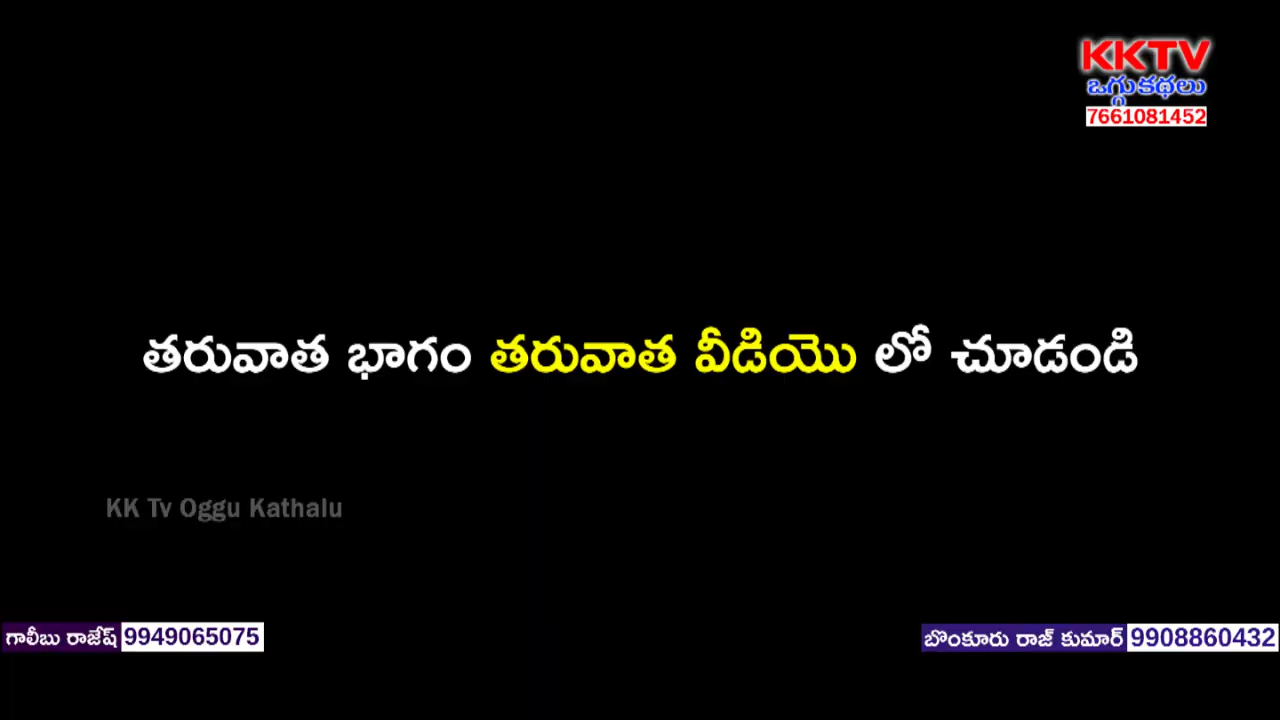 KKTV
ఒగ్గుకథలు
7661081452
తరువాత భాగం తరువాత వీడియొ లో చూడండి
KK Tv Oggu Kathalu
గాలీబు రాజేష్ 9949065075
బొంకూరు రాజ్ కుమార్ 9908860432